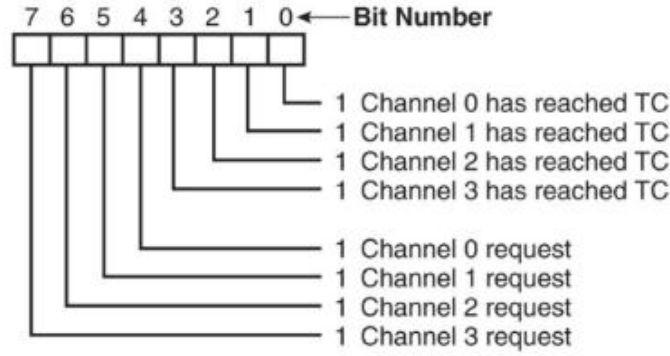 7 6 5 4 3 2 1 0 Bit Number
1 Channel 0 has reached TC
1 Channel 1 has reached TC
1 Channel 2 has reached TC
1 Channel 3 has reached TC
1 Channel 0 request
1 Channel 1 request
1 Channel 2 request
1 Channel 3 request